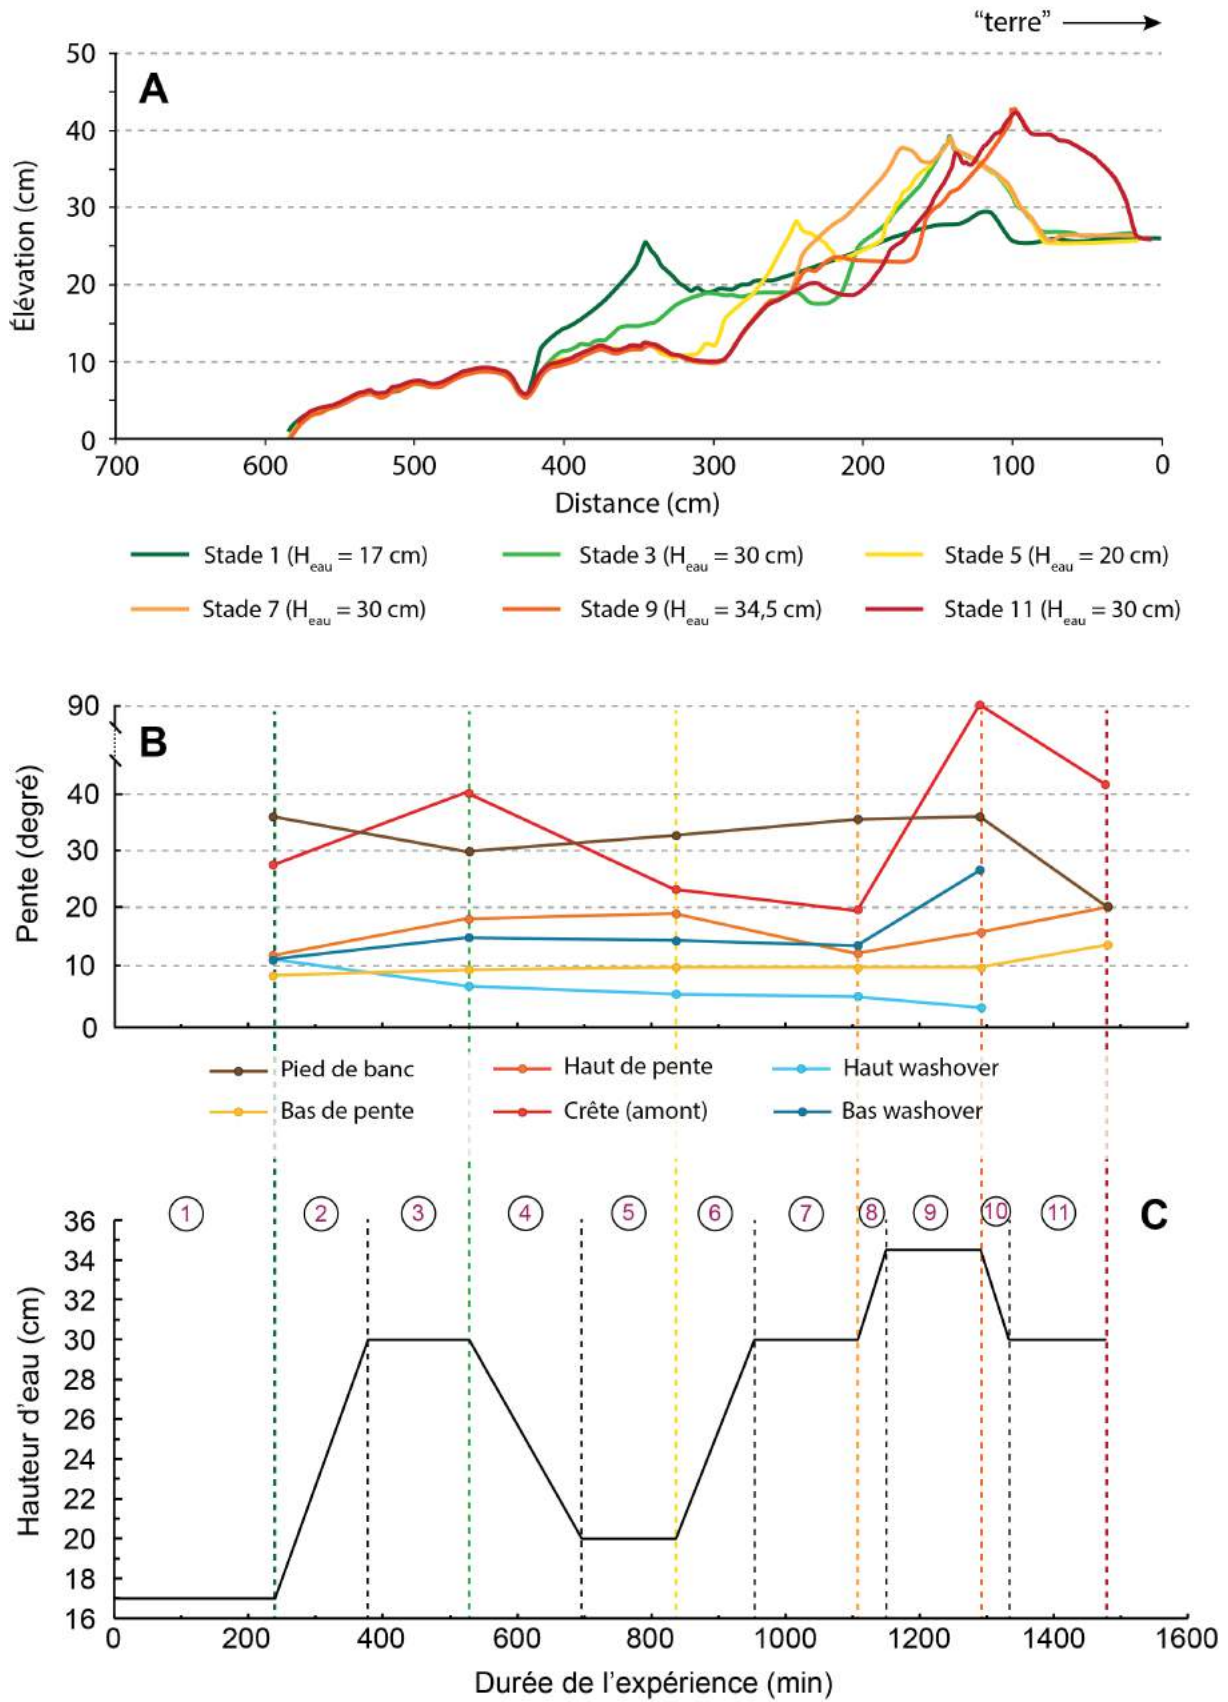 “terre”
A
50
40
30
20
10
0
Élévation (cm)
700 600 500 400 300 200 100 0
Distance (cm)
Stade 1 (Heau = 17 cm) Stade 3 (Heau = 30 cm) Stade 5 (Heau = 20 cm)
Stade 7 (Heau = 30 cm) Stade 9 (Heau = 34,5 cm) Stade 11 (Heau = 30 cm)
B
90
40
30
20
10
0
Pente (degré)
Pied de banc Haut de pente Haut washover
Bas de pente Crête (amont) Bas washover
1 2 3 4 5 6 7 8 9 10 11
C
36
34
32
30
28
26
24
22
20
18
16
Hauteur d’eau (cm)
0 200 400 600 800 1000 1200 1400 1600
Durée de l’expérience (min)